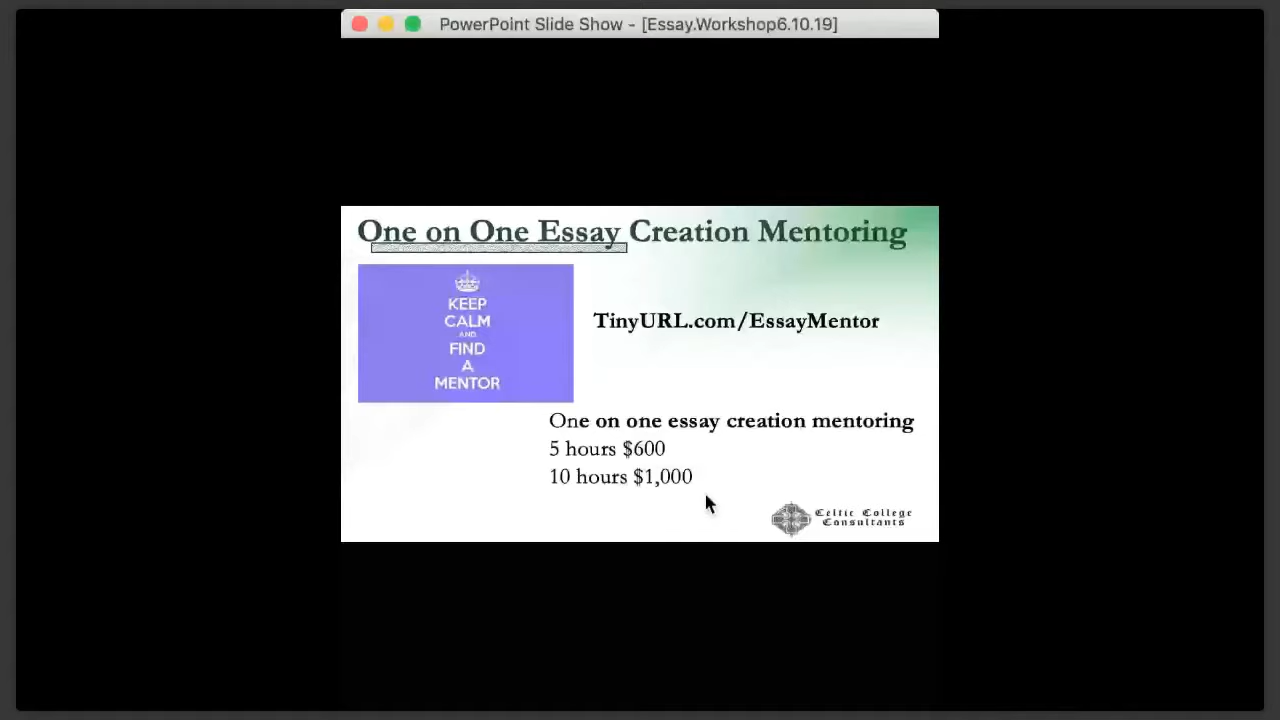 PowerPoint Slide Show - [Essay.Workshop6.10.19]
One on One Essay Creation Mentoring
KEEP
CALM
AND
FIND
A
MENTOR
TinyURL.com/EssayMentor
One on one essay creation mentoring
5 hours $600
10 hours $1,000
Celtic College
Consultants